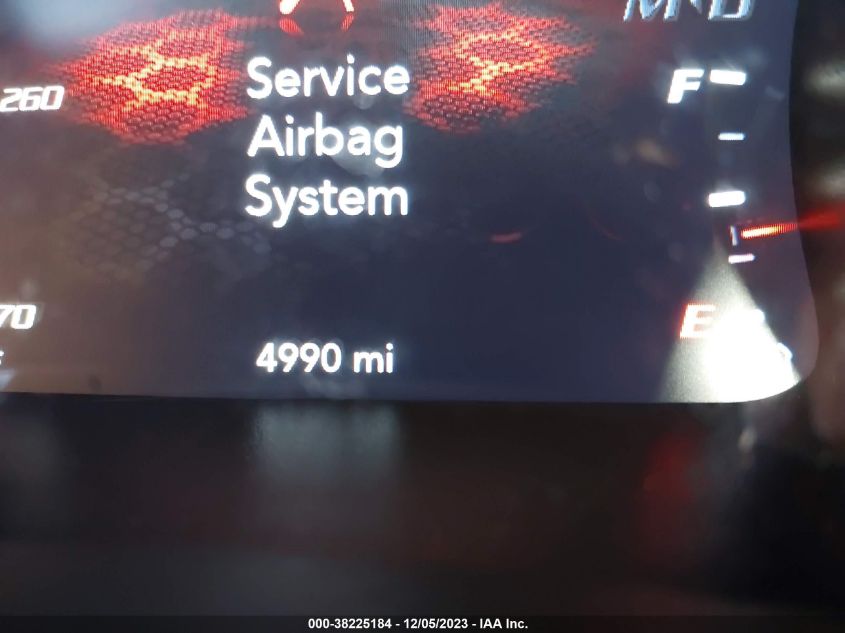 260
Service
Airbag
System
F
70
E
4990 mi
000-38225184 - 12/05/2023 - IAA Inc.